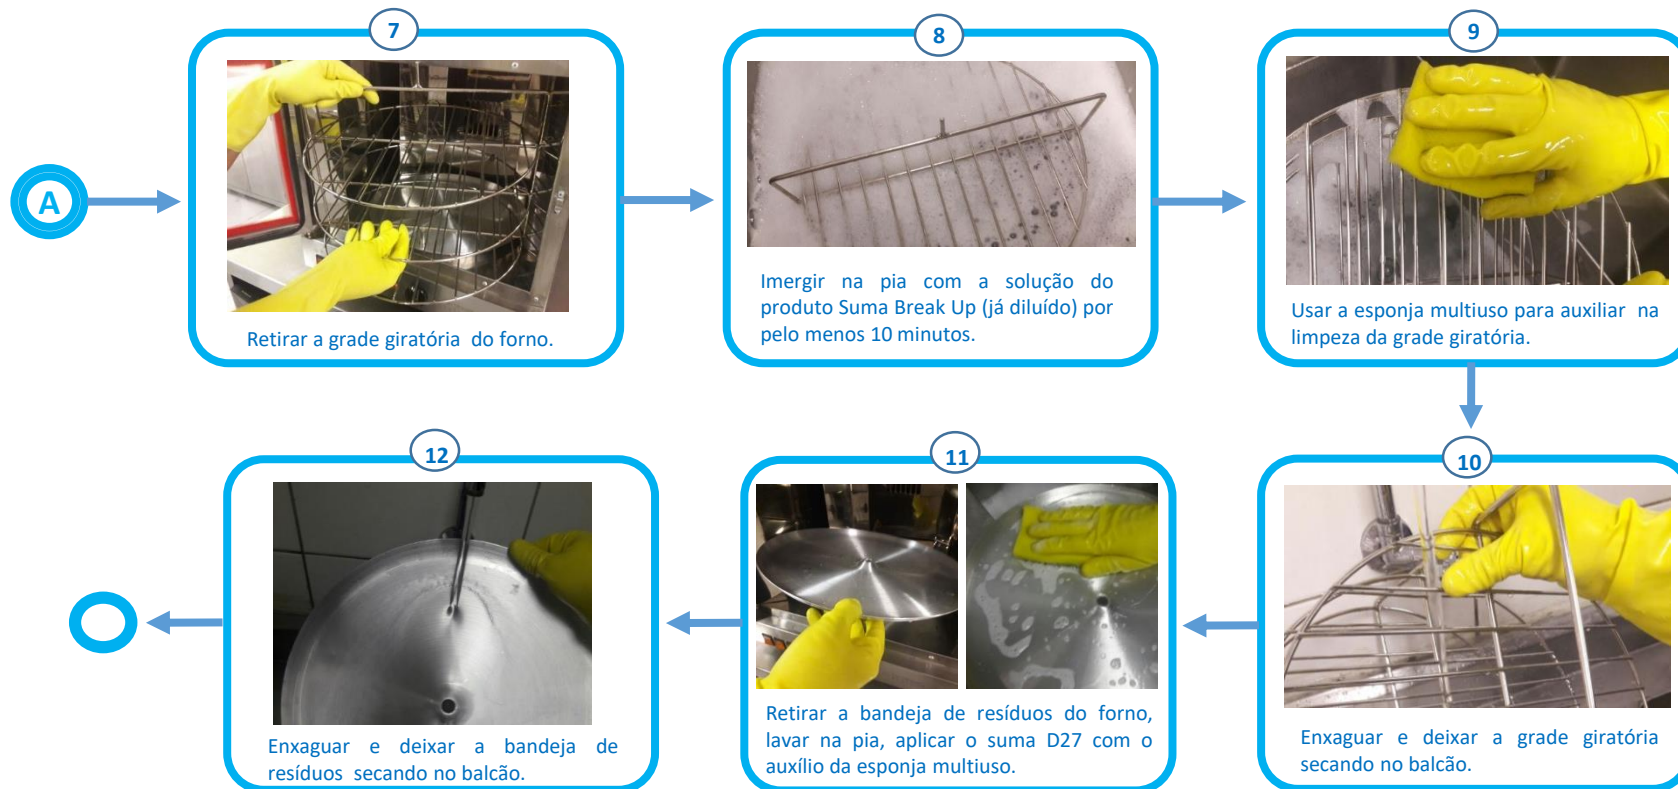 A
7
Retirar a grade giratória do forno.
8
Imergir na pia com a solução do
produto Suma Break Up (já diluído) por
pelo menos 10 minutos.
9
Usar a esponja multiuso para auxiliar na
limpeza da grade giratória.
10
Enxaguar e deixar a grade giratória
secando no balcão.
11
Retirar a bandeja de resíduos do forno,
lavar na pia, aplicar o suma D27 com o
auxílio da esponja multiuso.
12
Enxaguar e deixar a bandeja de
resíduos secando no balcão.